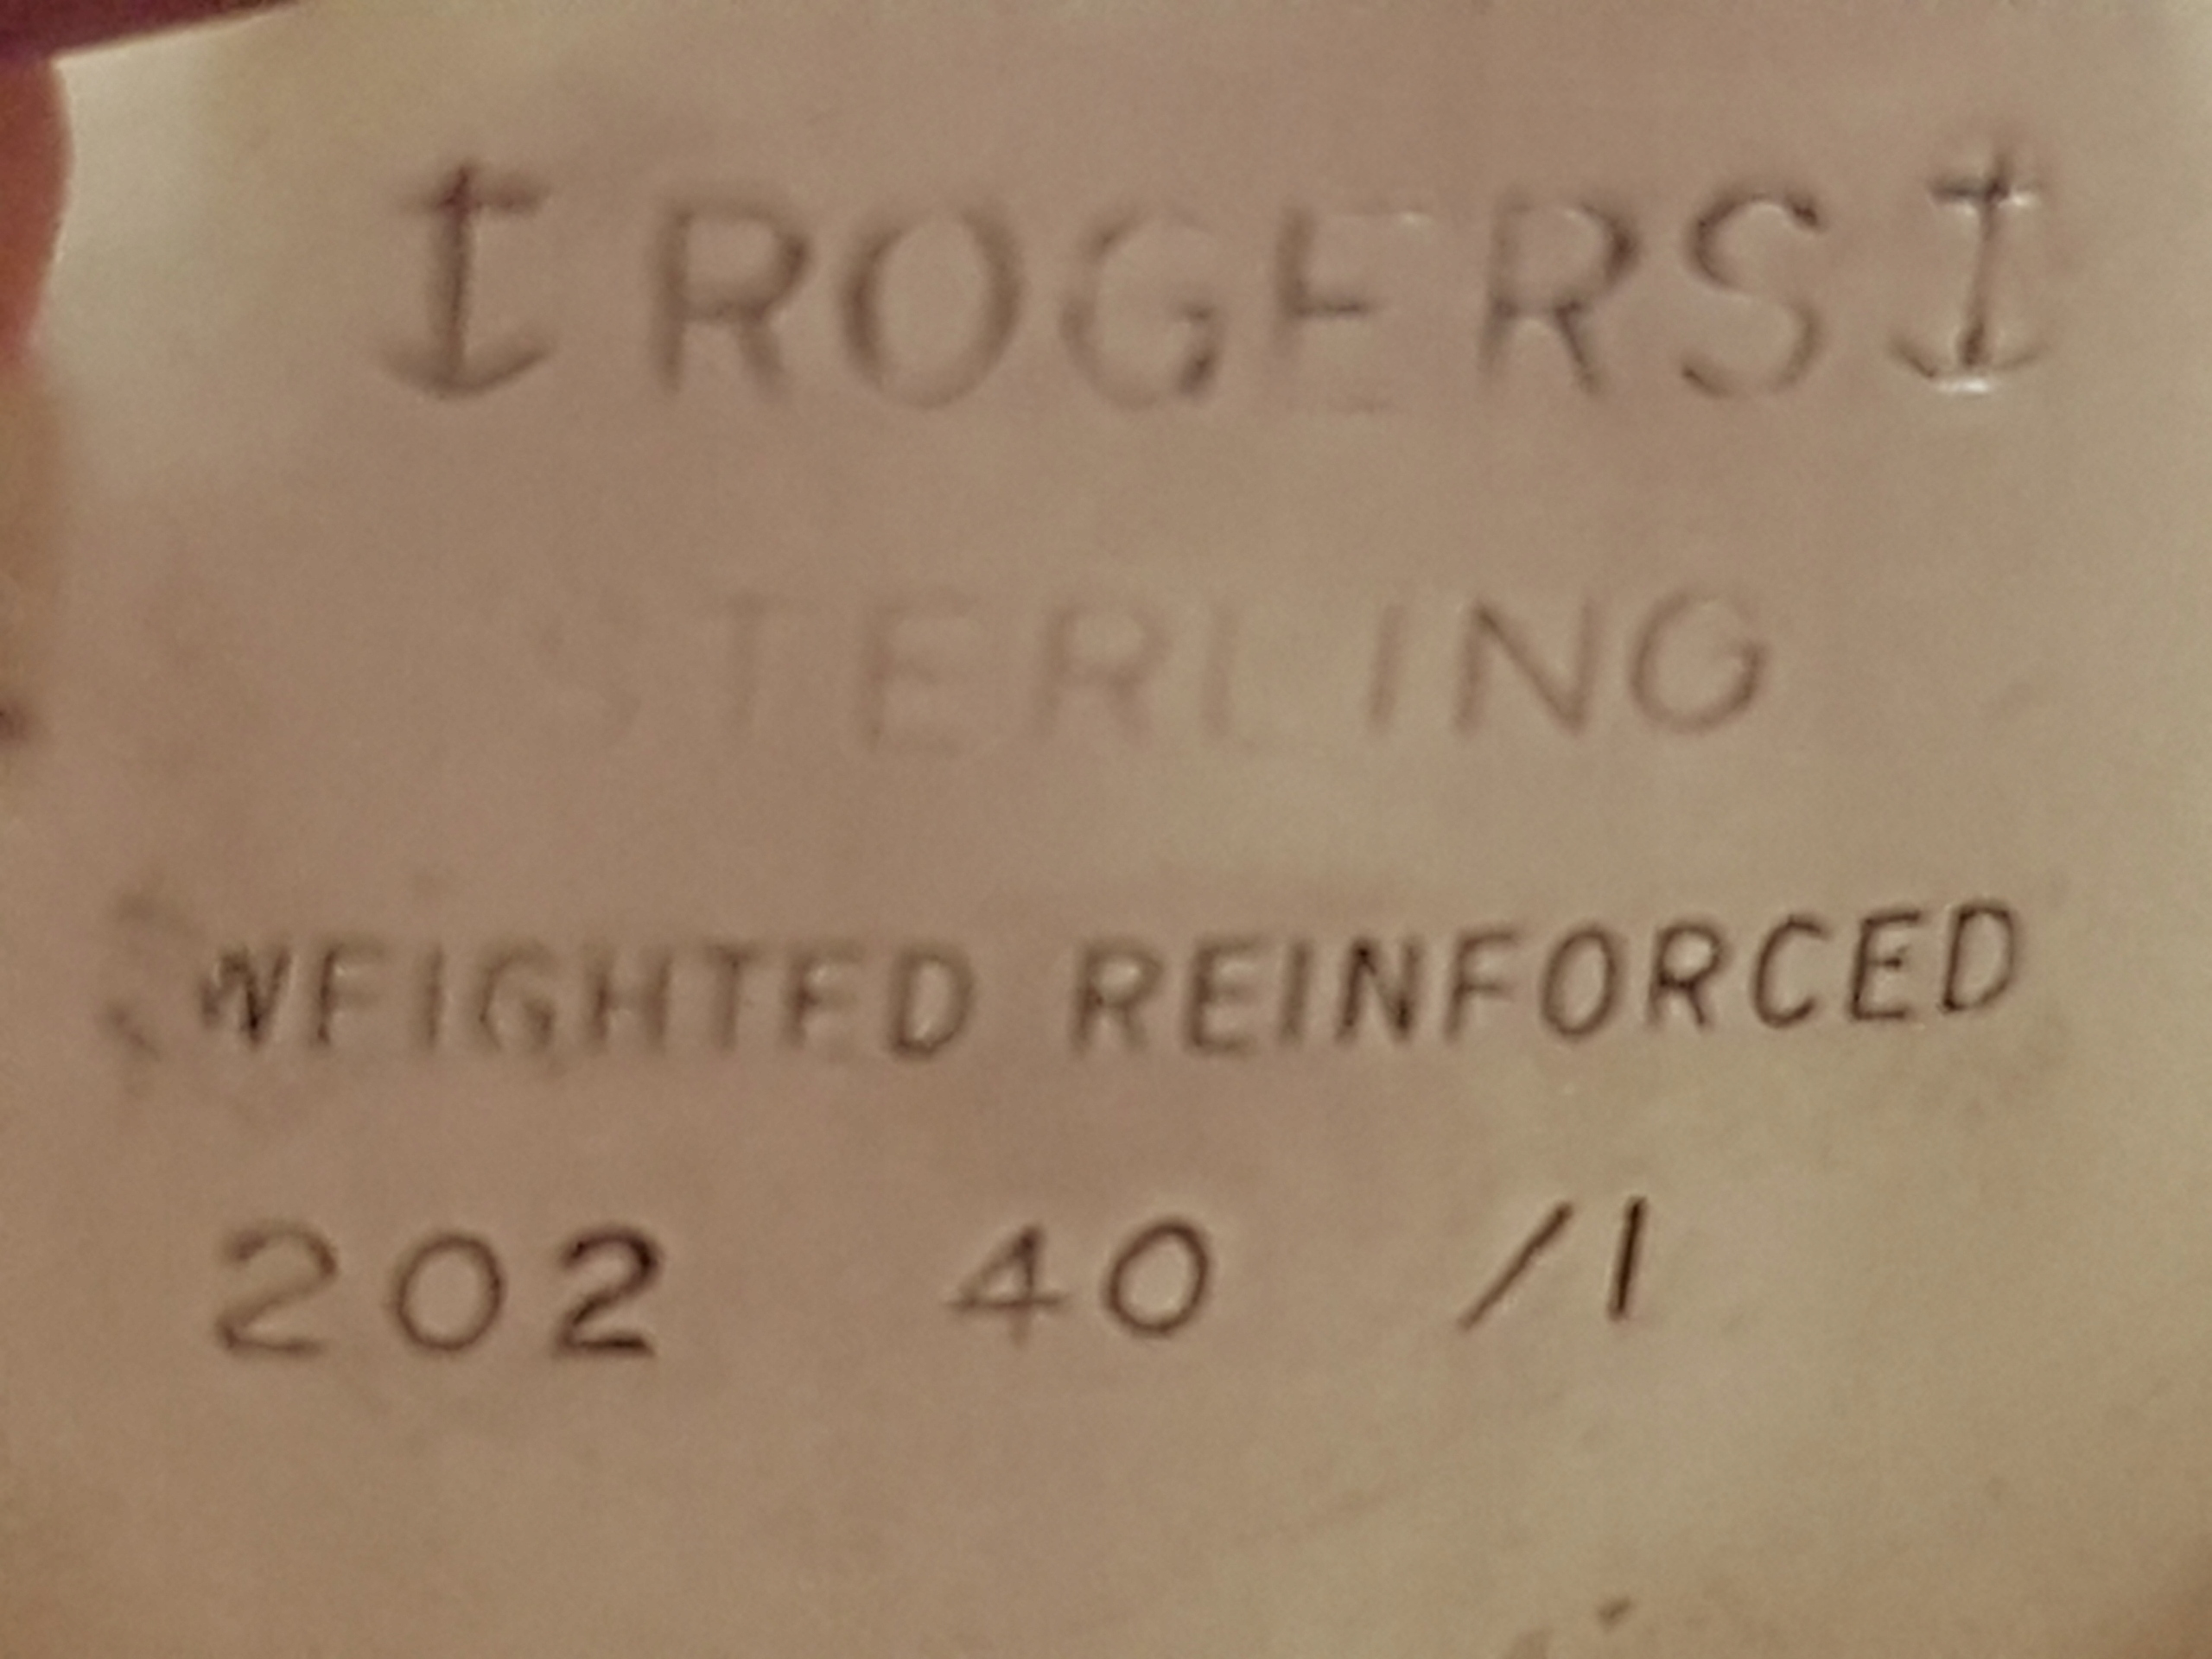 ⚓ROGERS⚓
STERLING
WEIGHTED REINFORCED
202 40 /1